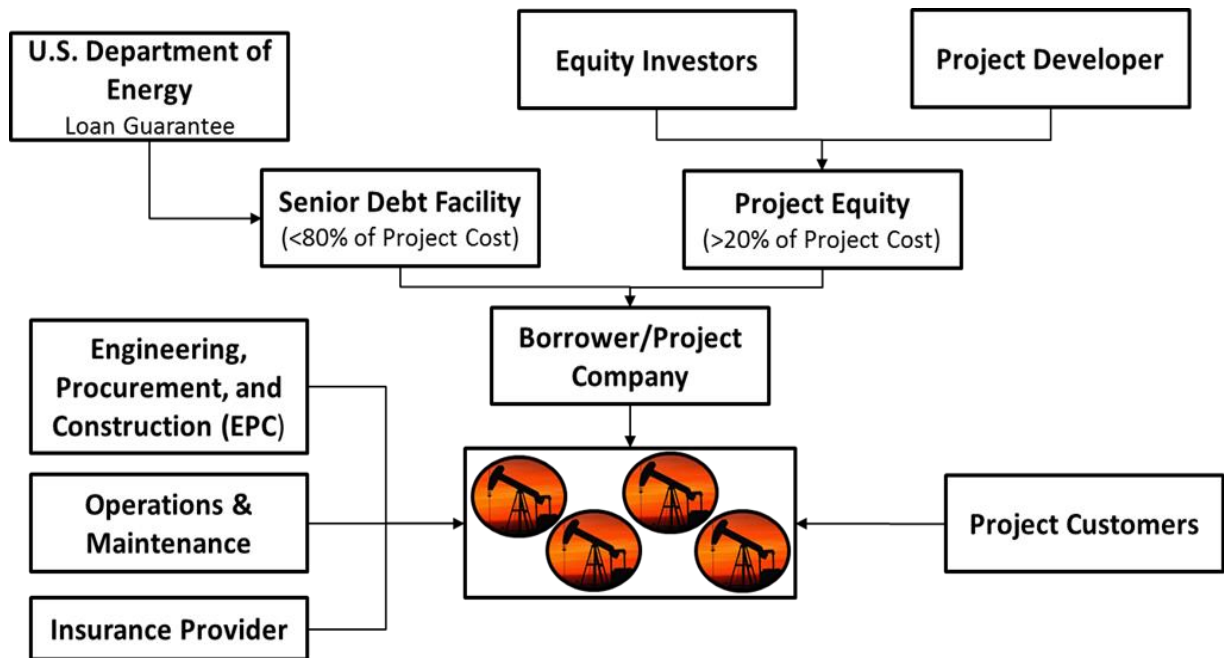 U.S. Department of
Energy
Loan Guarantee
Equity Investors
Project Developer
Senior Debt Facility
(<80% of Project Cost)
Project Equity
(>20% of Project Cost)
Borrower/Project
Company
Engineering,
Procurement, and
Construction (EPC)
Operations &
Maintenance
Insurance Provider
Project Customers